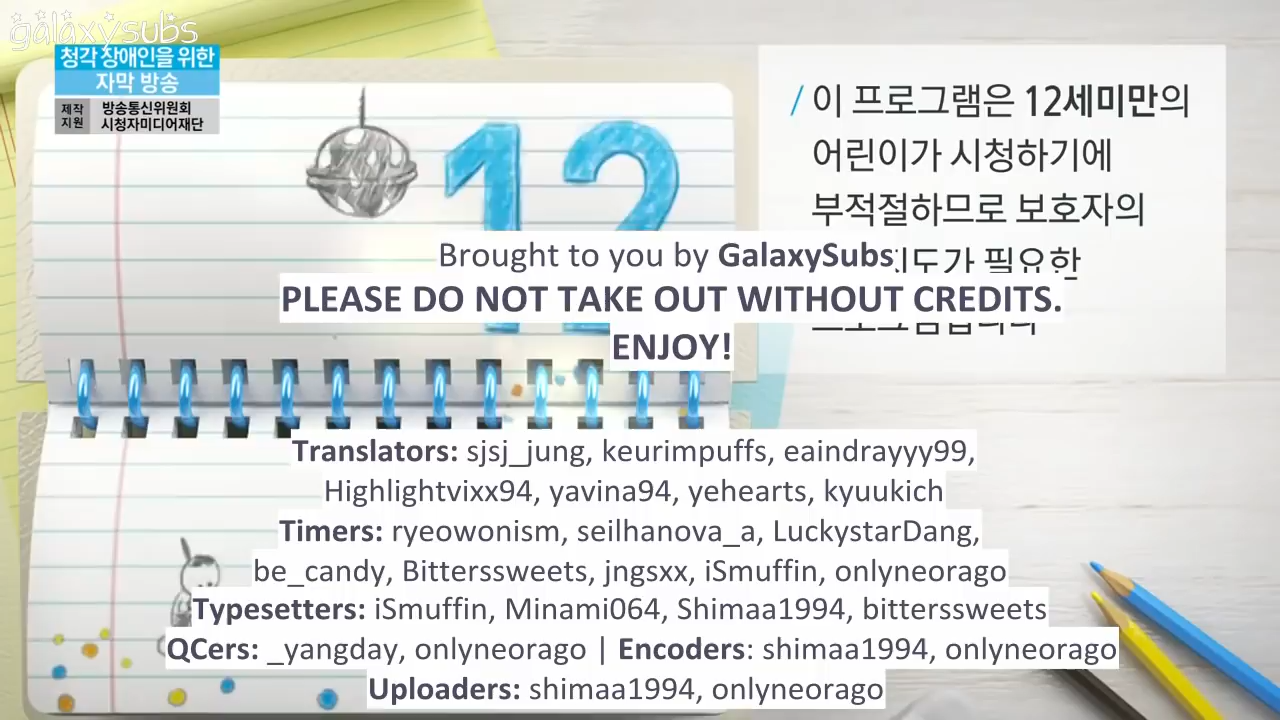 galaxysubs
청각 장애인을 위한
자막 방송
제작
지원
방송통신위원회
시청자미디어재단
12
/ 이 프로그램은 12세미만의
어린이가 시청하기에
부적절하므로 보호자의
필요한
Brought to you by GalaxySubs
PLEASE DO NOT TAKE OUT WITHOUT CREDITS.
ENJOY!
Translators: sjsj_jung, keurimpuffs, eaindrayyy99,
Highlightvixx94, yavina94, yehearts, kyuukich
Timers: ryeowonism, seilhanova_a, LuckystarDang,
be_candy, Bitterssweets, jngsxx, iSmuffin, onlyneorago
Typesetters: iSmuffin, Minami064, Shimaa1994, bitterssweets
QCers: _yangday, onlyneorago | Encoders: shimaa1994, onlyneorago
Uploaders: shimaa1994, onlyneorago